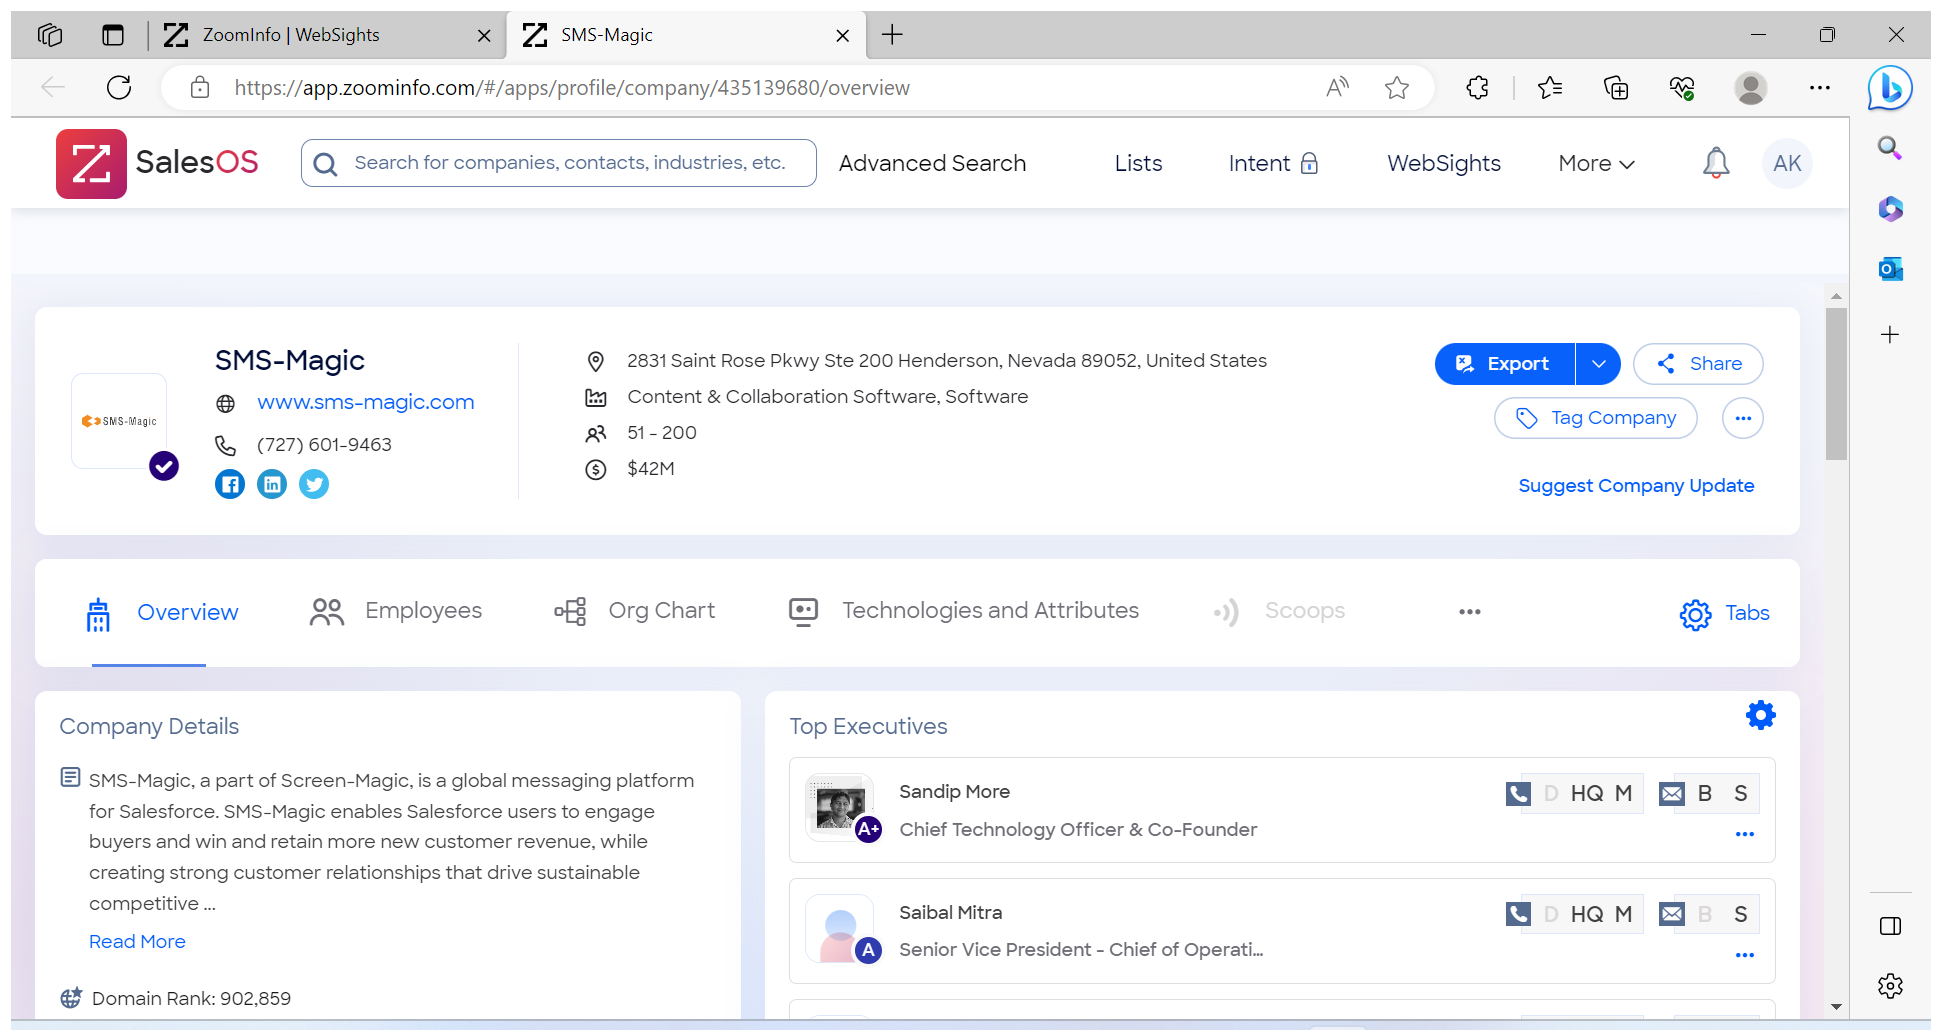 ZoomInfo | WebSights
SMS-Magic
https://app.zoominfo.com/#/apps/profile/company/435139680/overview
SalesOS
Search for companies, contacts, industries, etc.
Advanced Search
Lists
Intent
WebSights
More
AK
SMS-Magic
SMS-Magic
www.sms-magic.com
(727) 601-9463
2831 Saint Rose Pkwy Ste 200 Henderson, Nevada 89052, United States
Content & Collaboration Software, Software
51 - 200
$42M
Export
Share
Tag Company
Suggest Company Update
Overview
Employees
Org Chart
Technologies and Attributes
Scoops
Tabs
Company Details
SMS-Magic, a part of Screen-Magic, is a global messaging platform
for Salesforce. SMS-Magic enables Salesforce users to engage
buyers and win and retain more new customer revenue, while
creating strong customer relationships that drive sustainable
competitive ...
Read More
Domain Rank: 902,859
Top Executives
Sandip More
Chief Technology Officer & Co-Founder
A+
D HQ M
B S
Saibal Mitra
Senior Vice President - Chief of Operati...
A
D HQ M
B S